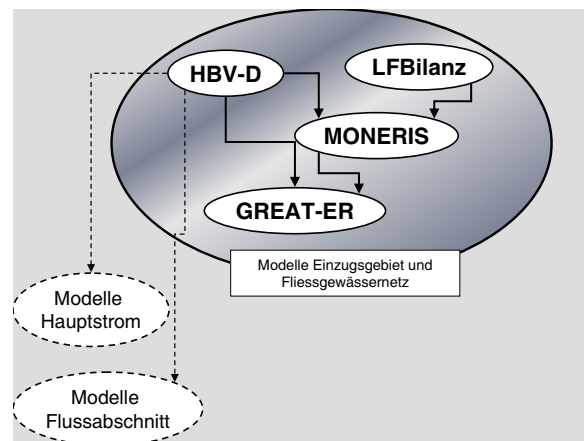 HBV-D
LFBilanz
MONERIS
GREAT-ER
Modelle Einzugsgebiet und
Fliessgewässernetz
Modelle
Hauptstrom
Modelle
Flussabschnitt